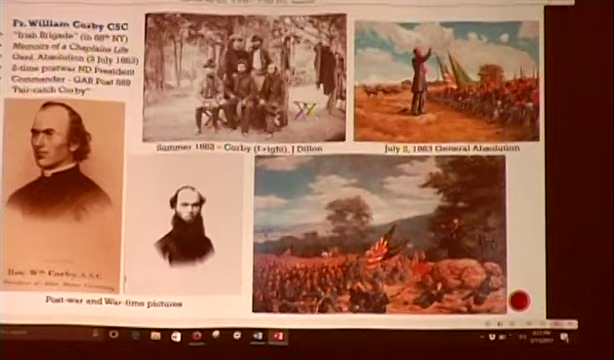 Fr. William Corby CSC
"Irish Brigade" (in 88th NY)
Memoirs of a Chaplains Life
Genl. Absolution (2 July 1863)
2-time postwar ND President
Commander - GAR Post 569
"Fair-catch Corby"
Summer 1862 - Corby (l-right), J Dillon
July 2, 1863 General Absolution
Rev. Wm Corby, C.S.C.
Post-war and War-time pictures